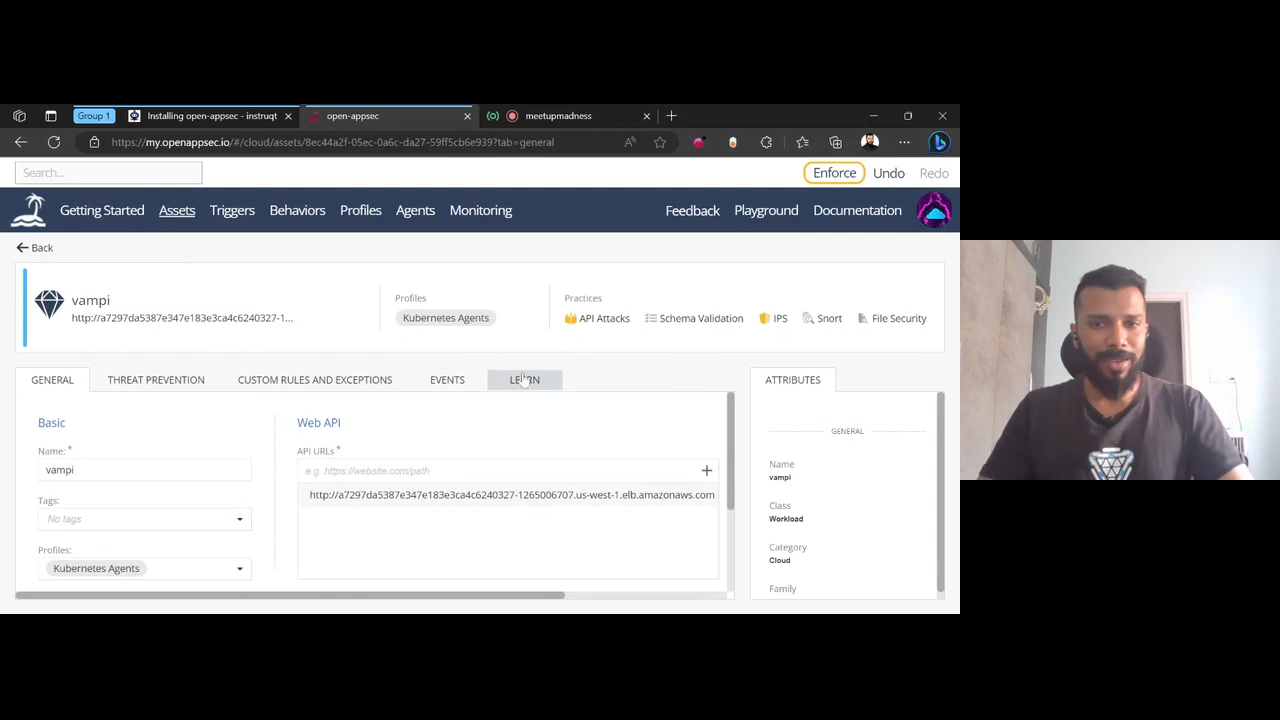 Group 1
Installing open-appsec - instruqt
open-appsec
meetupmadness
https://my.openappsec.io/#/cloud/assets/8ec44a2f-05ec-0a6c-da27-59ff5cb6e939?tab=general
Search...
Enforce
Undo
Redo
Getting Started
Assets
Triggers
Behaviors
Profiles
Agents
Monitoring
Feedback
Playground
Documentation
Back
vampi
http://a7297da5387e347e183e3ca4c6240327-1...
Profiles
Kubernetes Agents
Practices
API Attacks
Schema Validation
IPS
Snort
File Security
GENERAL
THREAT PREVENTION
CUSTOM RULES AND EXCEPTIONS
EVENTS
LEARN
ATTRIBUTES
Basic
Name: *
vampi
Tags:
No tags
Profiles:
Kubernetes Agents
Web API
API URLs *
e.g. https://website.com/path
http://a7297da5387e347e183e3ca4c6240327-1265006707.us-west-1.elb.amazonaws.com
GENERAL
Name
vampi
Class
Workload
Category
Cloud
Family